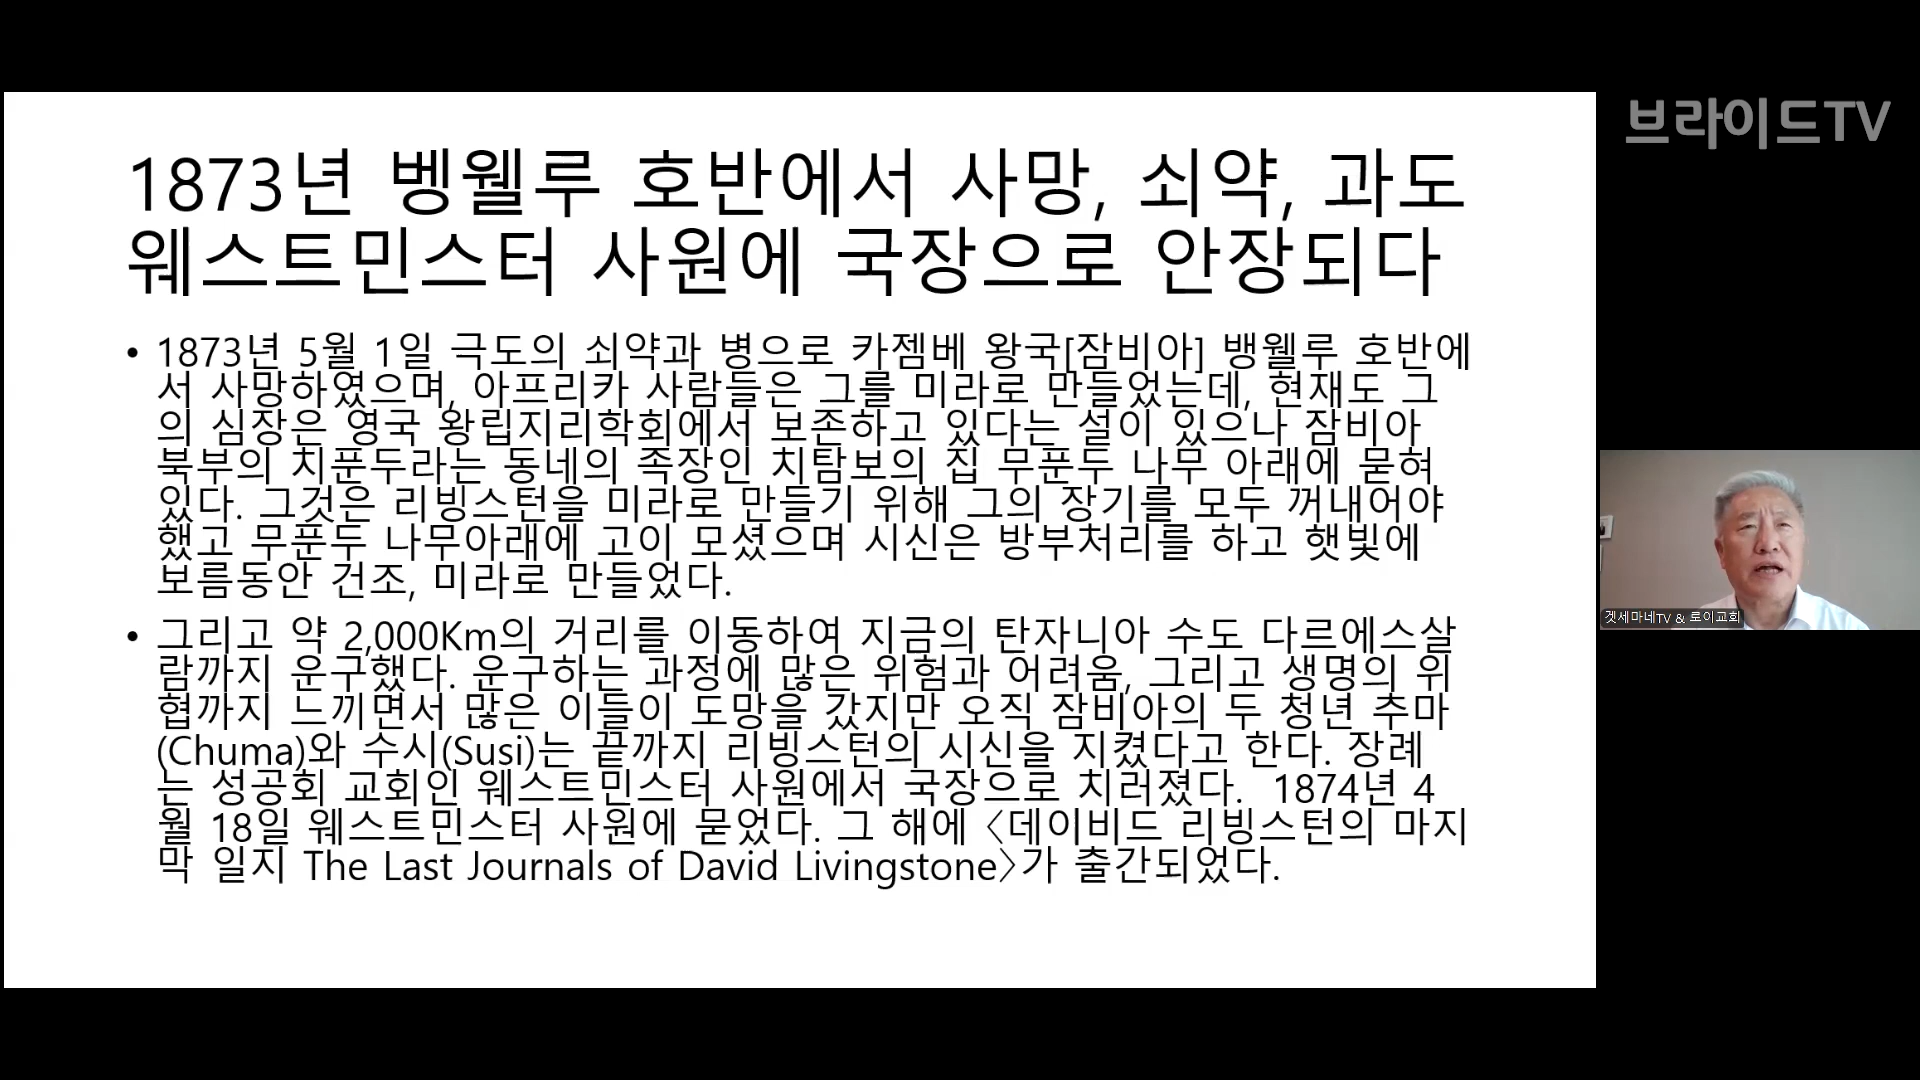 브라이드TV
1873년 벵웰루 호반에서 사망, 쇠약, 과도
웨스트민스터 사원에 국장으로 안장되다
• 1873년 5월 1일 극도의 쇠약과 병으로 카젬베 왕국[잠비아] 뱅웰루 호반에
서 사망하였으며, 아프리카 사람들은 그를 미라로 만들었는데, 현재도 그
의 심장은 영국 왕립지리학회에서 보존하고 있다는 설이 있으나 잠비아
북부의 치푼두라는 동네의 족장인 치탐보의 집 무푼두 나무 아래에 묻혀
있다. 그것은 리빙스턴을 미라로 만들기 위해 그의 장기를 모두 꺼내어야
했고 무푼두 나무아래에 고이 모셨으며 시신은 방부처리를 하고 햇빛에
보름동안 건조, 미라로 만들었다.
• 그리고 약 2,000Km의 거리를 이동하여 지금의 탄자니아 수도 다르에스살
람까지 운구했다. 운구하는 과정에 많은 위험과 어려움, 그리고 생명의 위
협까지 느끼면서 많은 이들이 도망을 갔지만 오직 잠비아의 두 청년 추마
(Chuma)와 수시(Susi)는 끝까지 리빙스턴의 시신을 지켰다고 한다. 장례
는 성공회 교회인 웨스트민스터 사원에서 국장으로 치러졌다. 1874년 4
월 18일 웨스트민스터 사원에 묻었다. 그 해에 〈데이비드 리빙스턴의 마지
막 일지 The Last Journals of David Livingstone〉가 출간되었다.
겟세마네TV & 로이교회